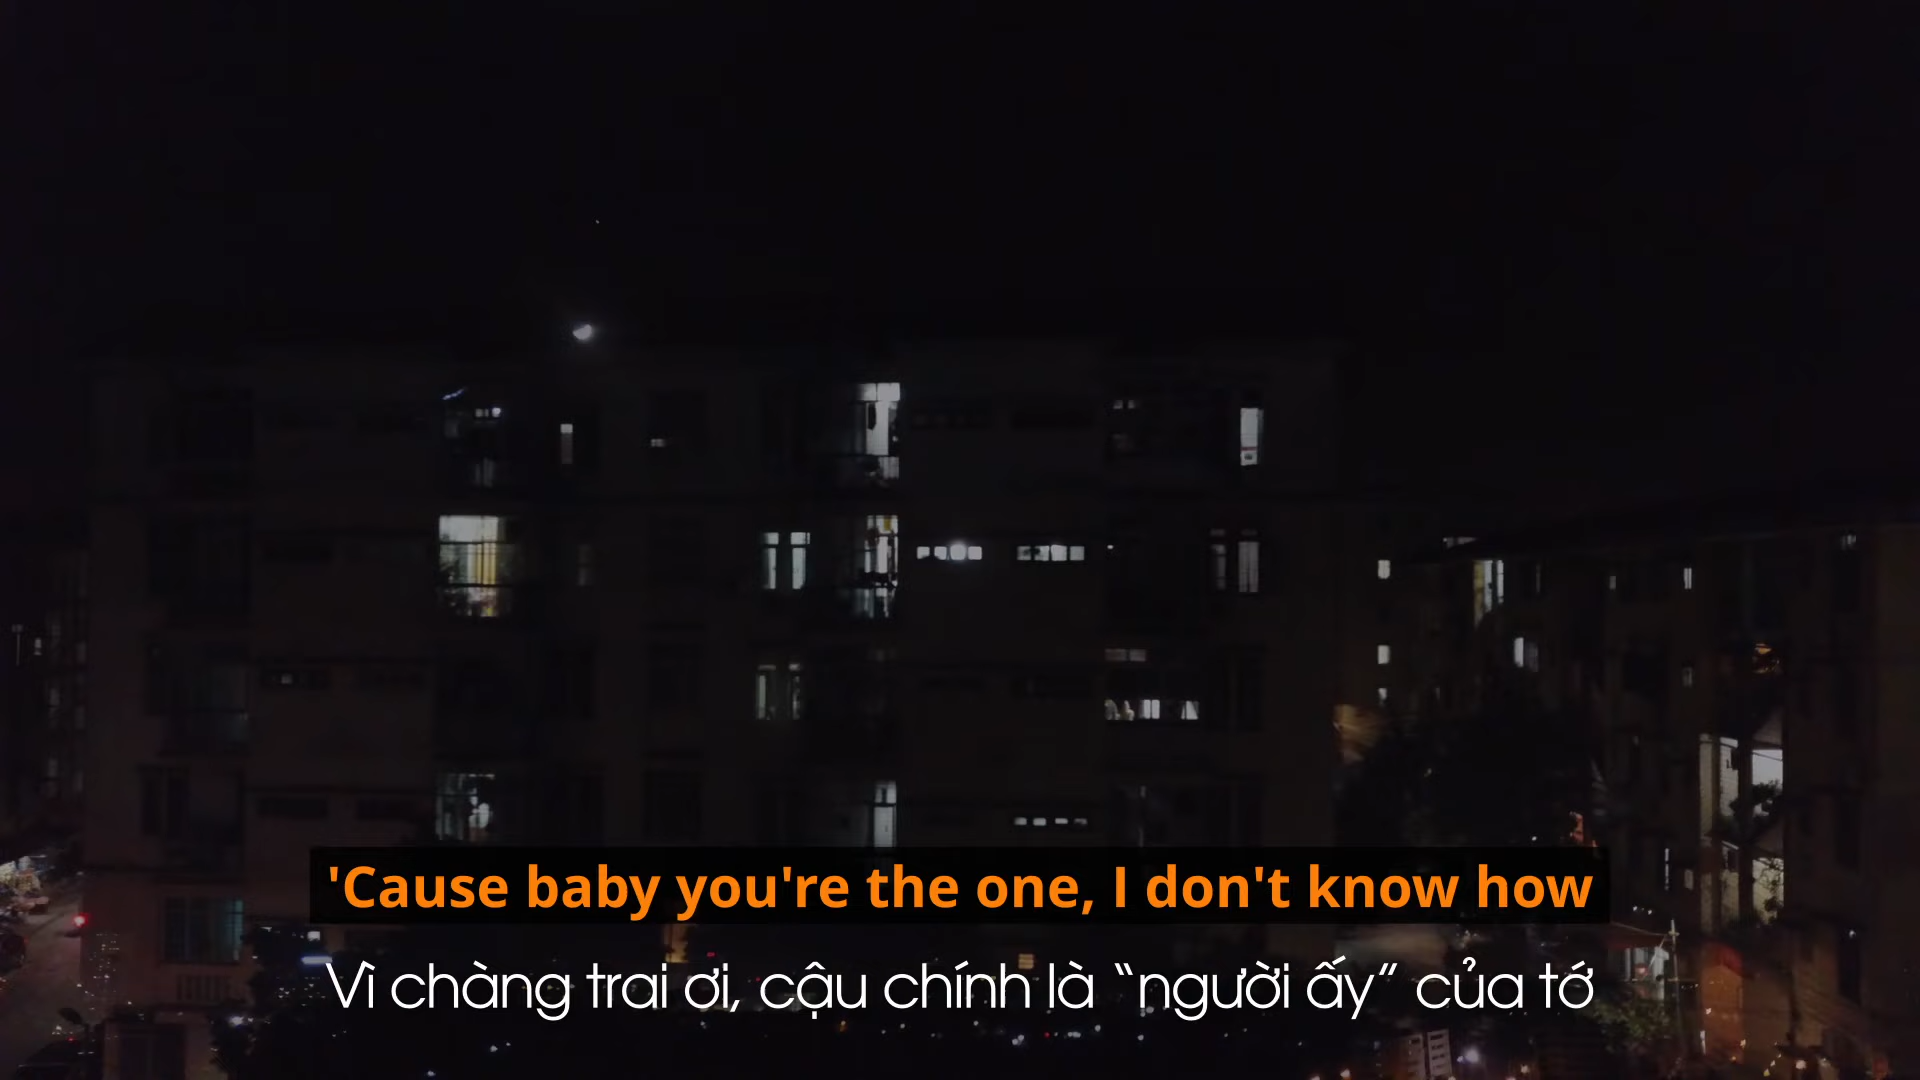 'Cause baby you're the one, I don't know how
Vì chàng trai ơi, cậu chính là “người ấy” của tớ